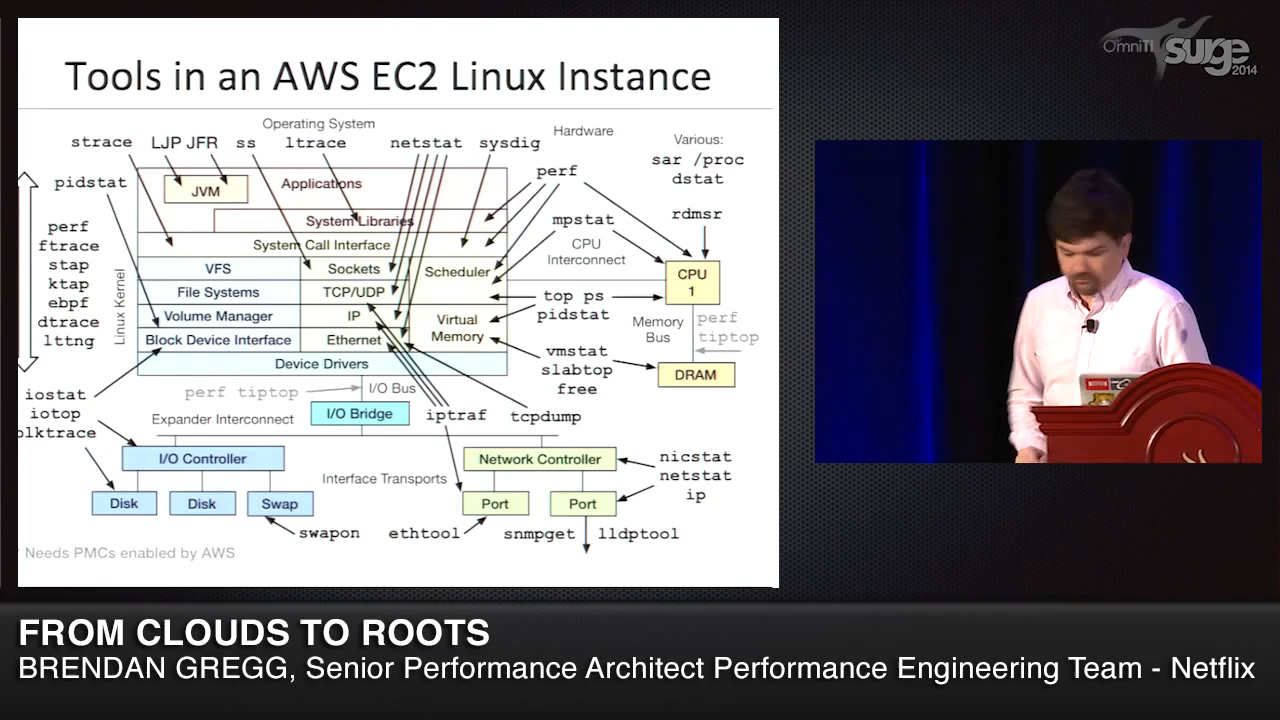 OmniTI surge 2014
Tools in an AWS EC2 Linux Instance
Operating System
Hardware
Various:
strace LJP JFR ss ltrace netstat sysdig
sar /proc
dstat
perf
pidstat
JVM
Applications
rdmsr
mpstat
System Libraries
perf
ftrace
stap
ktap
ebpf
dtrace
lttng
Linux Kernel
System Call Interface
CPU
Interconnect
VFS
Sockets
Scheduler
CPU
1
File Systems
TCP/UDP
top ps
pidstat
Volume Manager
IP
Virtual
Memory
Memory
Bus
perf
tiptop
Block Device Interface
Ethernet
Device Drivers
vmstat
slabtop
free
DRAM
perf tiptop
I/O Bus
iostat
iotop
blktrace
Expander Interconnect
I/O Bridge
iptraf
tcpdump
I/O Controller
Network Controller
nicstat
netstat
ip
Interface Transports
Disk
Disk
Swap
Port
Port
swapon
ethtool
snmpget
lldptool
Needs PMCs enabled by AWS
FROM CLOUDS TO ROOTS
BRENDAN GREGG, Senior Performance Architect Performance Engineering Team - Netflix